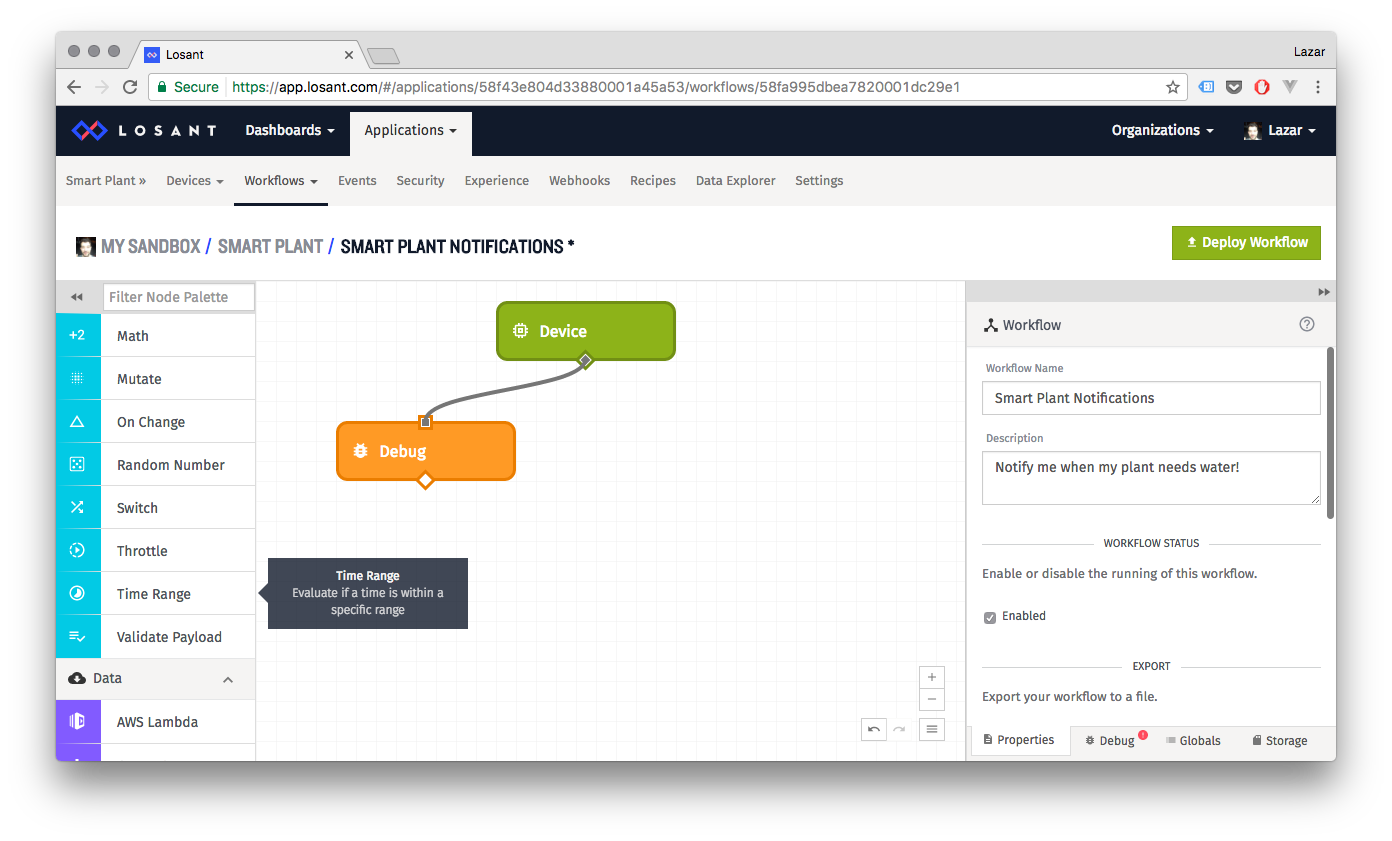 Losant
Lazar
Secure https://app.losant.com/#/applications/58f43e804d33880001a45a53/workflows/58fa995dbea7820001dc29e1
LOSANT Dashboards Applications Organizations Lazar
Smart Plant » Devices Workflows Events Security Experience Webhooks Recipes Data Explorer Settings
MY SANDBOX / SMART PLANT / SMART PLANT NOTIFICATIONS *
Deploy Workflow
Filter Node Palette
+2 Math
Mutate
On Change
Random Number
Switch
Throttle
Time Range
Validate Payload
Data
AWS Lambda
Device
Debug
Time Range
Evaluate if a time is within a
specific range
Workflow
Workflow Name
Smart Plant Notifications
Description
Notify me when my plant needs water!
WORKFLOW STATUS
Enable or disable the running of this workflow.
Enabled
EXPORT
Export your workflow to a file.
Properties Debug Globals Storage